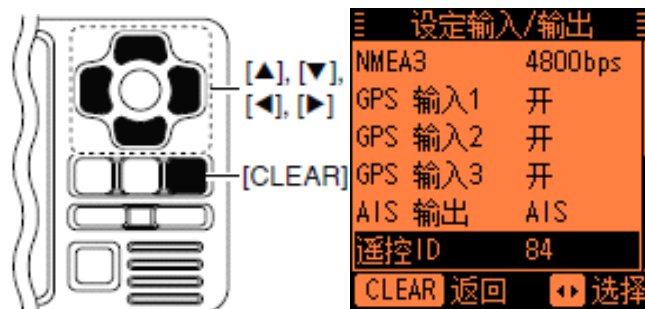 [▲], [▼],
[◀], [▶]
[CLEAR]
设定输入/输出
NMEA3 4800bps
GPS 输入1 开
GPS 输入2 开
GPS 输入3 开
AIS 输出 AIS
遥控ID 84
CLEAR 返回 ◂▸ 选择